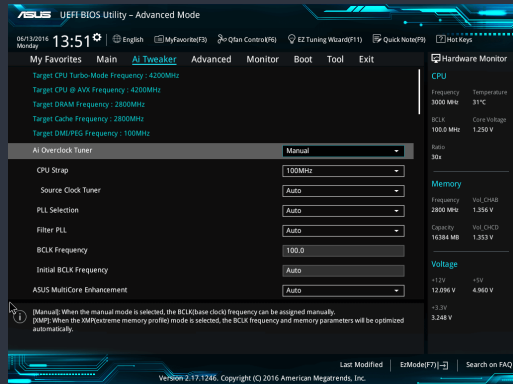 ASUS UEFI BIOS Utility – Advanced Mode
06/13/2016 Monday 13:51 English MyFavorite(F3) Qfan Control(F6) EZ Tuning Wizard(F11) Quick Note(F9) Hot Keys
My Favorites Main Ai Tweaker Advanced Monitor Boot Tool Exit
Target CPU Turbo-Mode Frequency : 4200MHz
Target CPU @ AVX Frequency : 4200MHz
Target DRAM Frequency : 2800MHz
Target Cache Frequency : 2800MHz
Target DMI/PEG Frequency : 100MHz
Ai Overclock Tuner Manual
CPU Strap 100MHz
Source Clock Tuner Auto
PLL Selection Auto
Filter PLL Auto
BCLK Frequency 100.0
Initial BCLK Frequency Auto
ASUS MultiCore Enhancement Auto
[Manual]: When the manual mode is selected, the BCLK(base clock) frequency can be assigned manually.
[XMP]: When the XMP(extreme memory profile) mode is selected, the BCLK frequency and memory parameters will be optimized
automatically.
Hardware Monitor
CPU
Frequency Temperature
3000 MHz 31°C
BCLK Core Voltage
100.0 MHz 1.250 V
Ratio
30x
Memory
Frequency Vol_CHAB
2800 MHz 1.356 V
Capacity Vol_CHCD
16384 MB 1.353 V
Voltage
+12V +5V
12.096 V 4.960 V
+3.3V
3.248 V
Last Modified EzMode(F7) Search on FAQ
Version 2.17.1246. Copyright (C) 2016 American Megatrends, Inc.